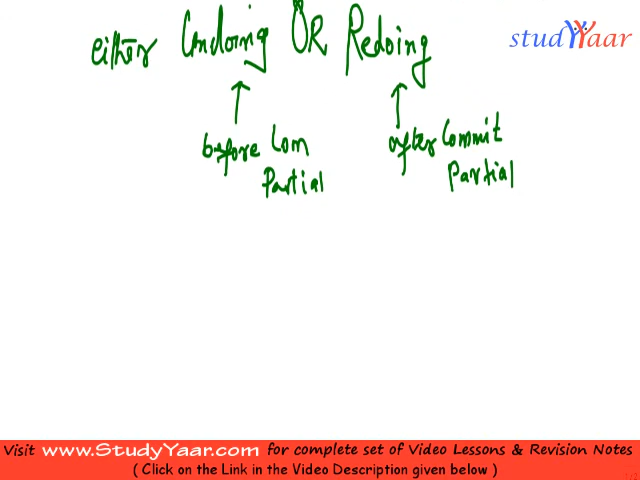 either Undoing OR Redoing
studYYaar
before Com
Partial
after Commit
Partial
Visit www.StudyYaar.com for complete set of Video Lessons & Revision Notes
( Click on the Link in the Video Description given below )